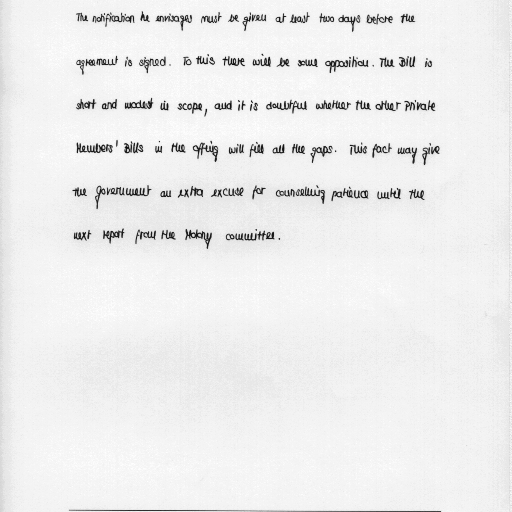 The notification he envisages must be given at least two days before the
agreement is signed. To this there will be some opposition. The Bill is
short and modest in scope, and it is doubtful whether the other Private
Members' Bills in the offing will fill all the gaps. This fact may give
the government an extra excuse for counselling patience until the
next report from the Molony committee.